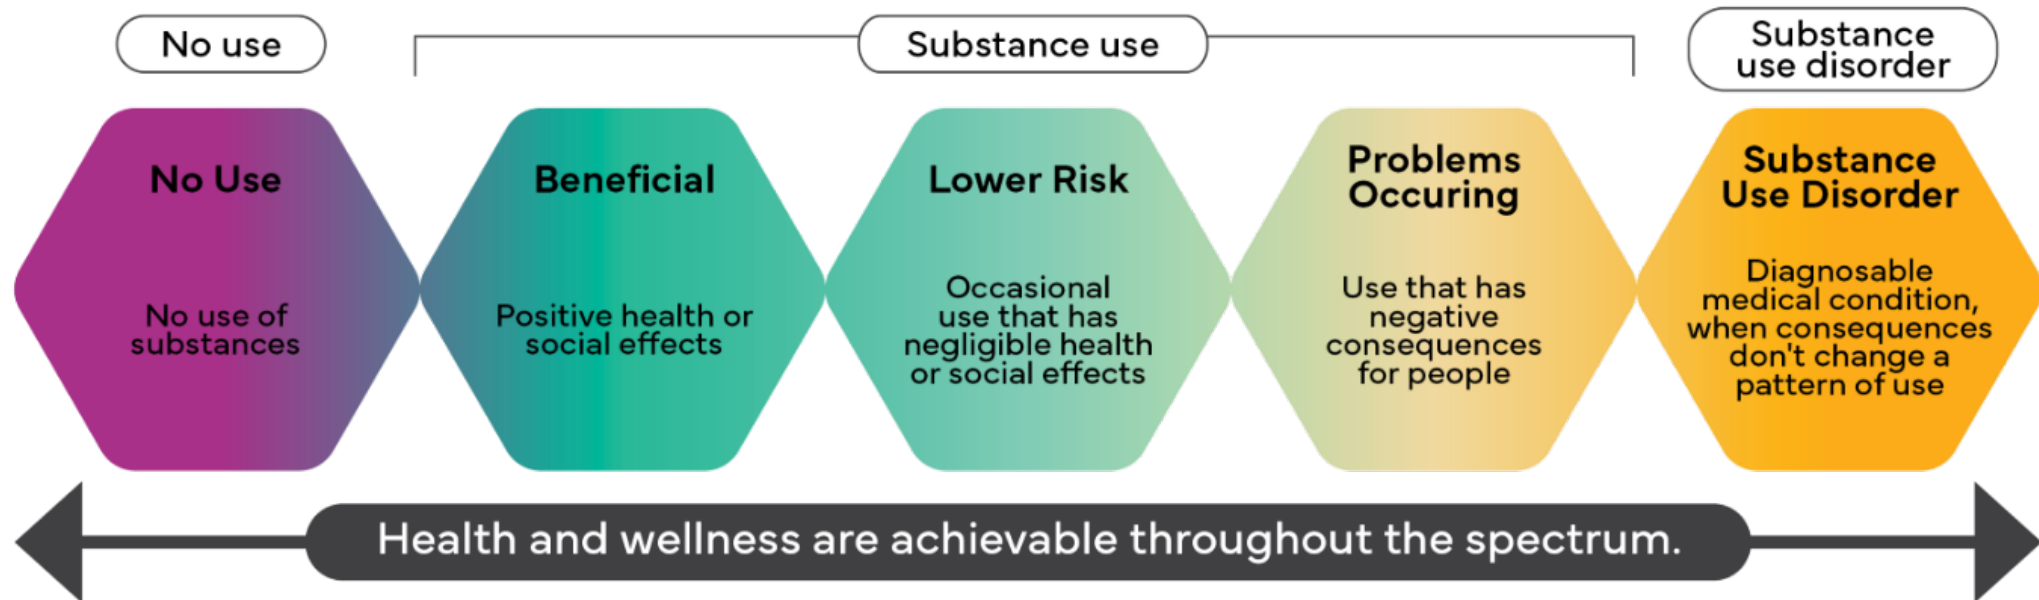 No use
Substance use
Substance
use disorder
No Use
No use of
substances
Beneficial
Positive health or
social effects
Lower Risk
Occasional
use that has
negligible health
or social effects
Problems
Occuring
Use that has
negative
consequences
for people
Substance
Use Disorder
Diagnosable
medical condition,
when consequences
don't change a
pattern of use
Health and wellness are achievable throughout the spectrum.